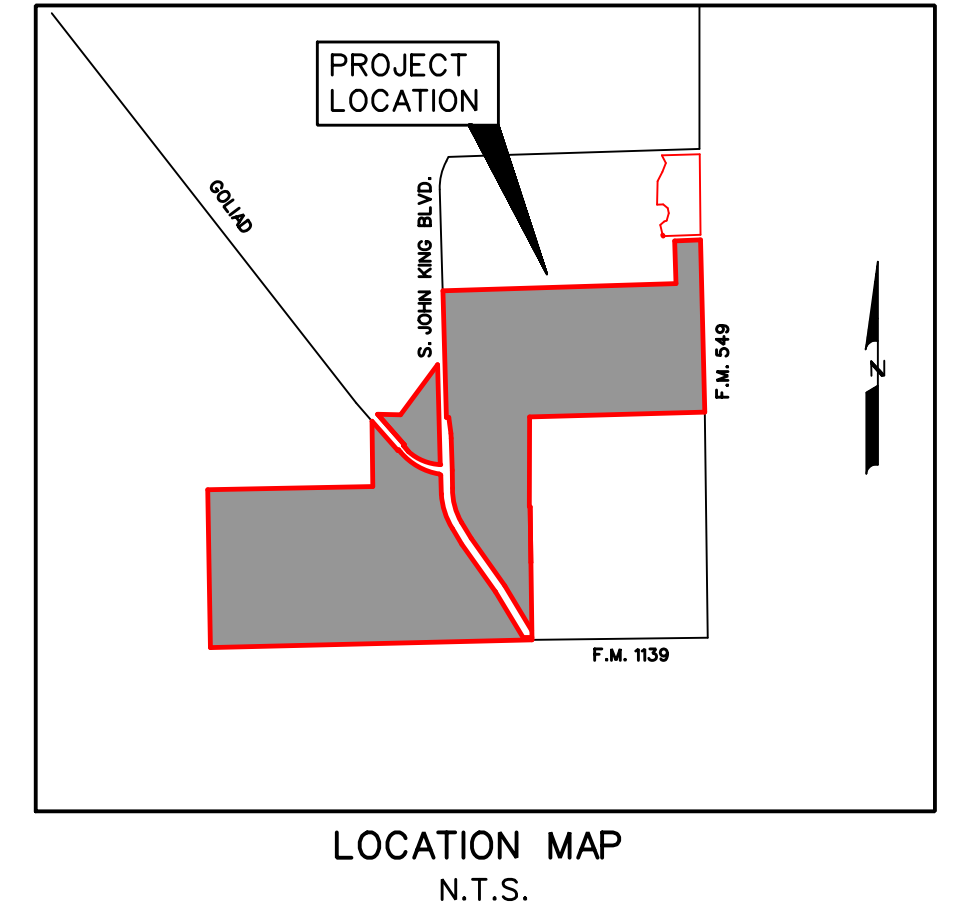 PROJECT
LOCATION
GOLIAD
S. JOHN KING BLVD.
F.M. 549
N
F.M. 1139
LOCATION MAP
N.T.S.